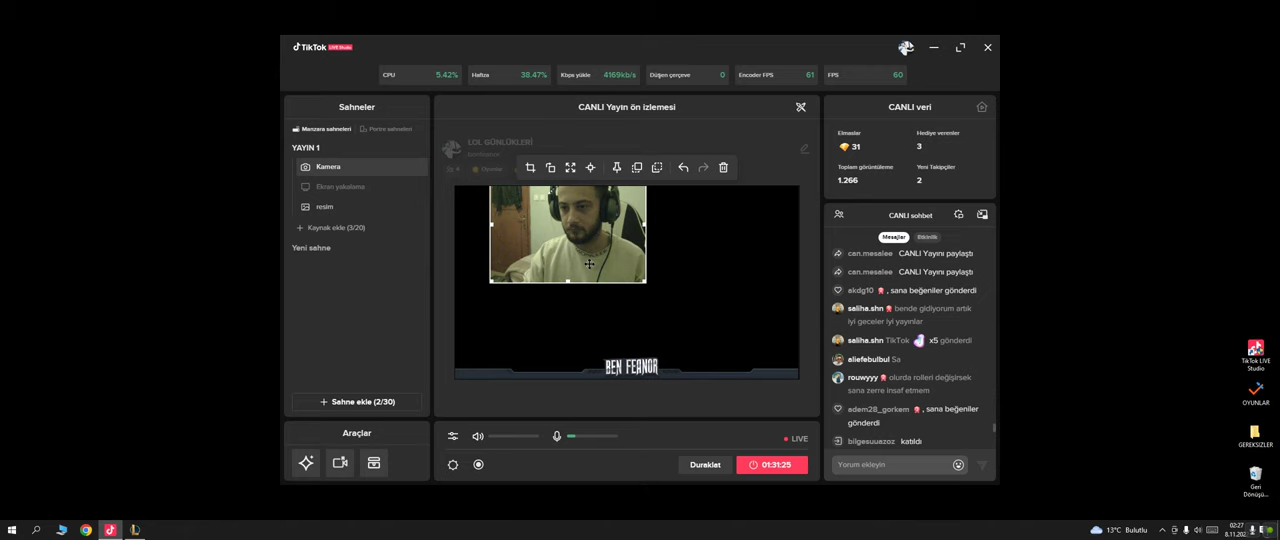 TikTok LIVE Studio
CPU 5.42%
Hafıza 38.47%
Kbps yükle 4169kb/s
Düşen çerçeve 0
Encoder FPS 61
FPS 60
Sahneler
Manzara sahneleri
Portre sahneleri
YAYIN 1
Kamera
Ekran yakalama
resim
Kaynak ekle (3/20)
Yeni sahne
Sahne ekle (2/30)
Araçlar
CANLI Yayın ön izlemesi
LOL GÜNLÜKLERİ
Oyunlar
BEN FEANOR
LIVE
Duraklat
01:31:25
CANLI veri
Elmaslar
31
Hediye verenler
3
Toplam görüntüleme
1.266
Yeni Takipçiler
2
CANLI sohbet
Mesajlar
Etkinlik
can.mesalee CANLI Yayını paylaştı
can.mesalee CANLI Yayını paylaştı
akdg10 , sana beğeniler gönderdi
saliha.shn bende gidiyorum artık
iyi geceler iyi yayınlar
saliha.shn TikTok x5 gönderdi
aliefebulbul Sa
rouwyyy olurda rolleri değişirsek
sana zerre insaf etmem
adem28_gorkem , sana beğeniler
gönderdi
bilgesuuazoz katıldı
Yorum ekleyin
TikTok LIVE
Studio
OYUNLAR
GEREKSIZLER
Geri
Dönüşü...
13°C Bulutlu
02:27